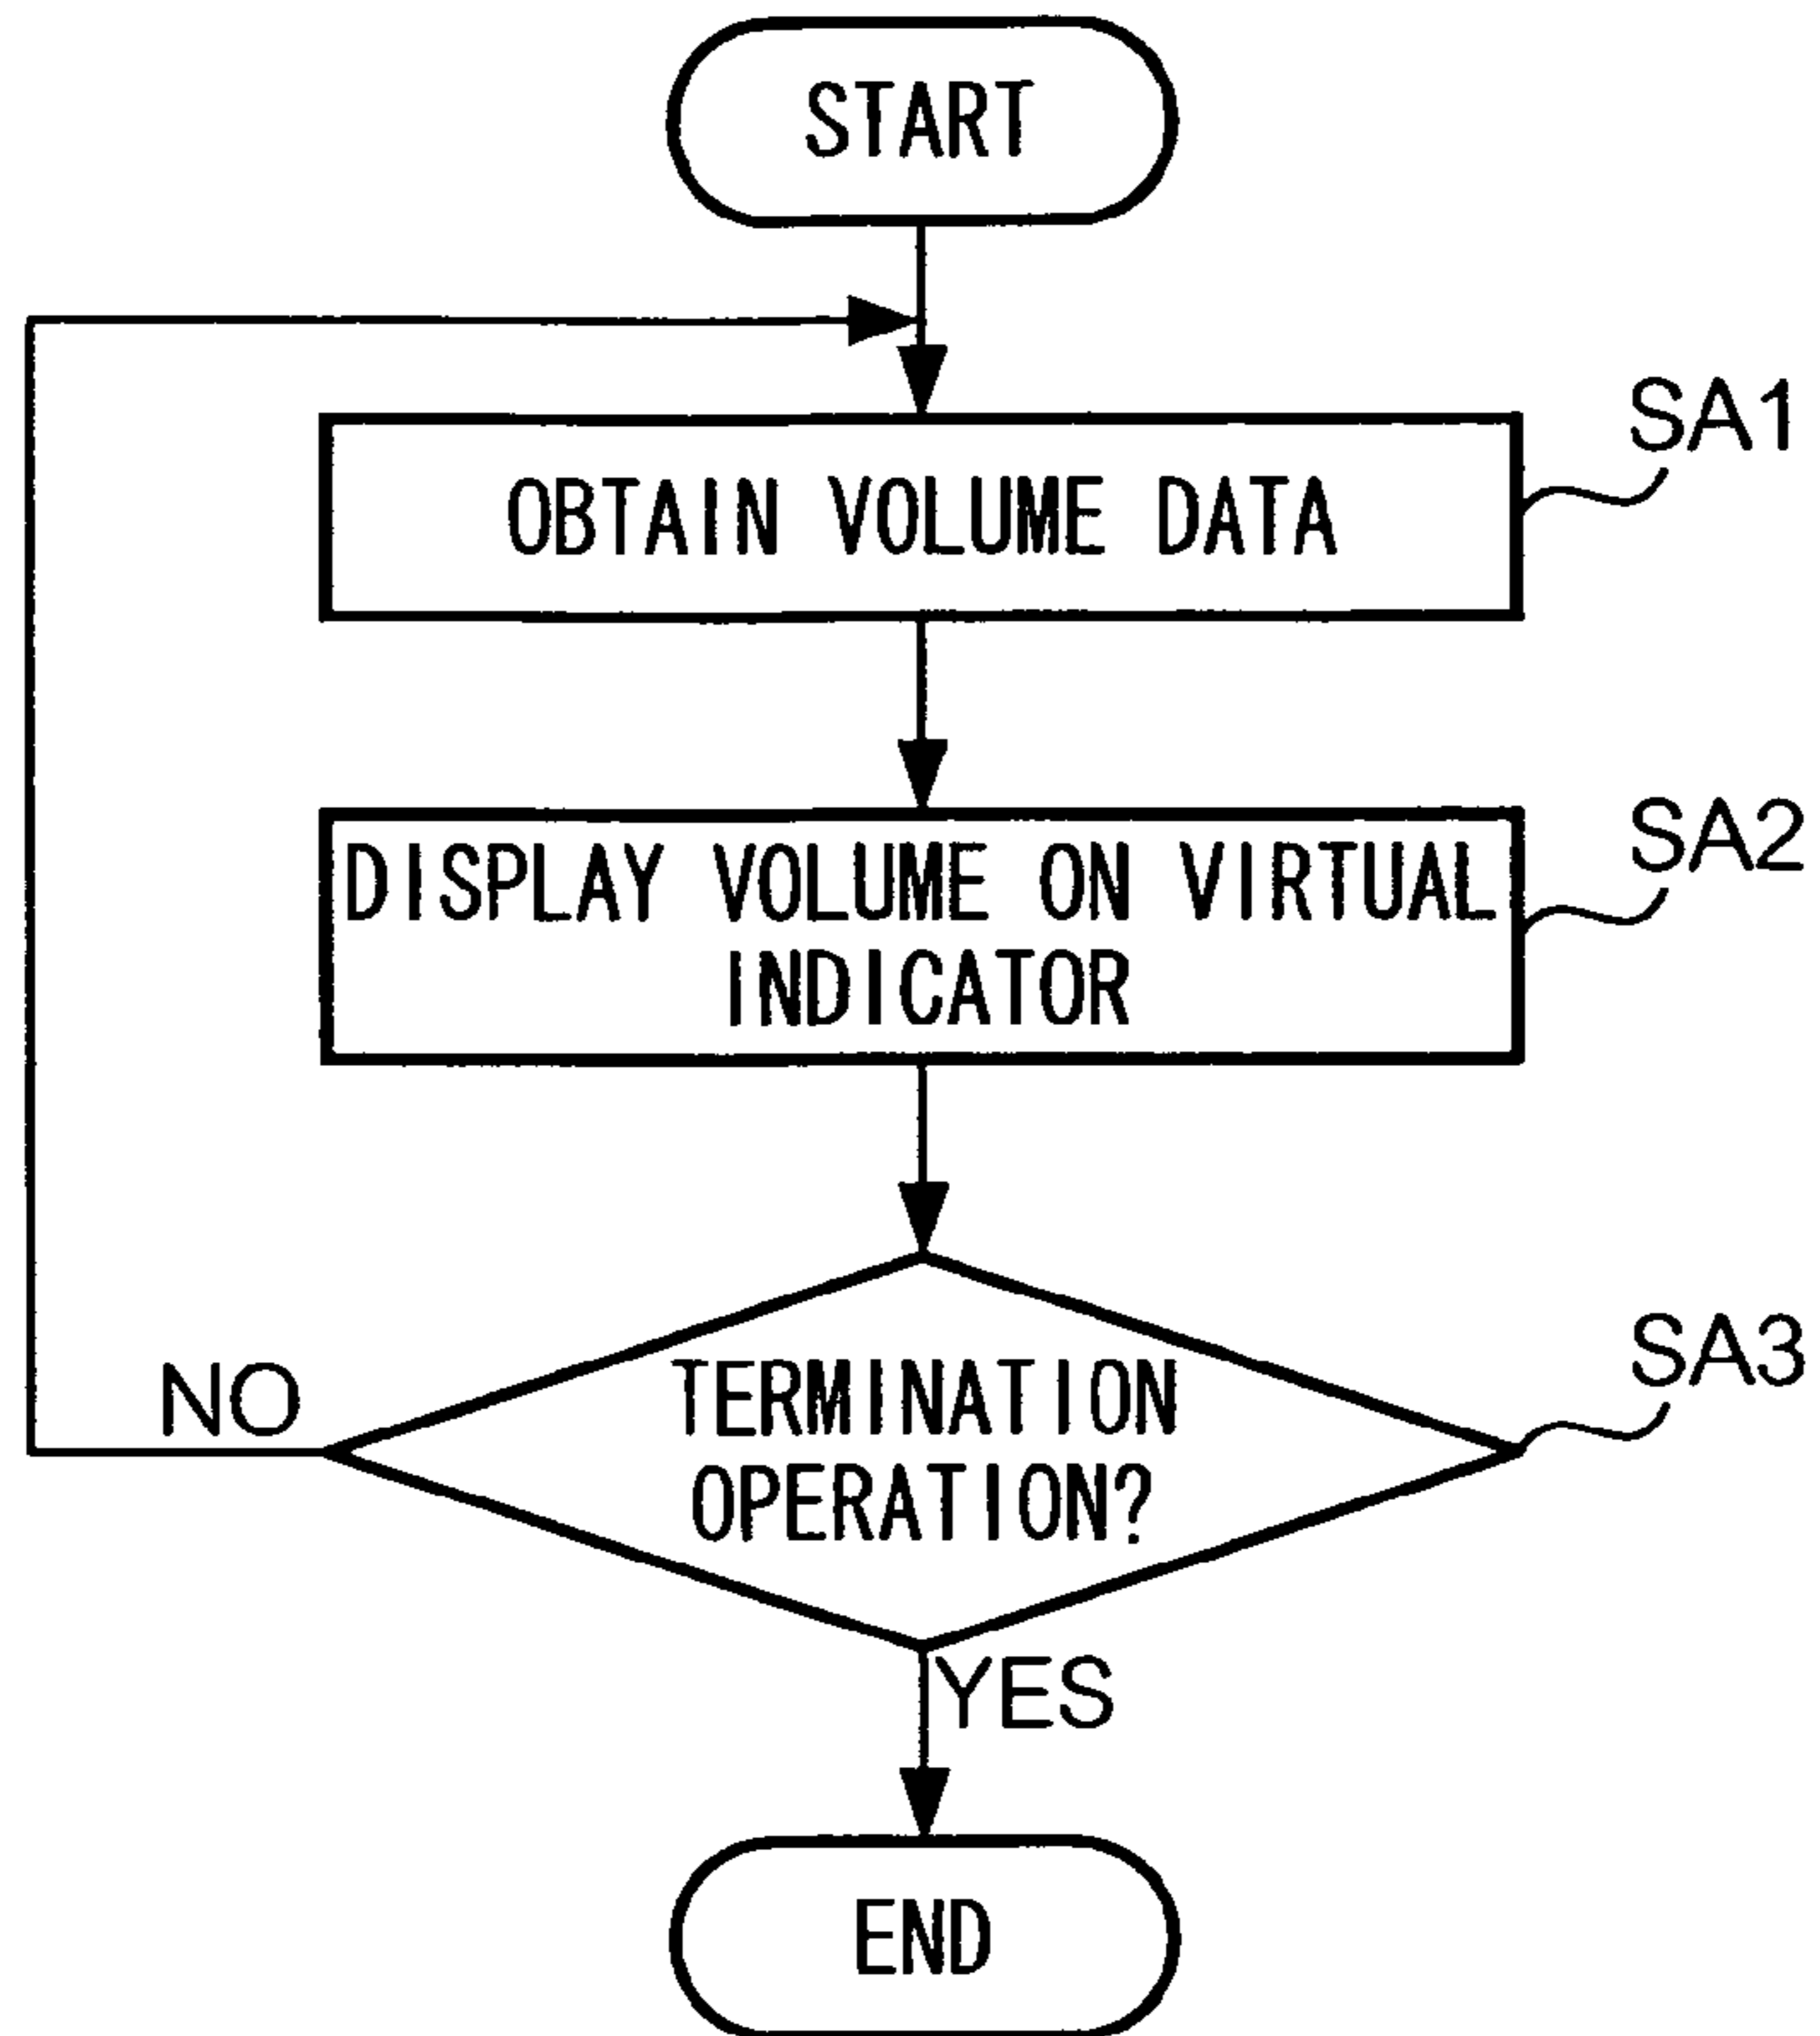 START
SA1
OBTAIN VOLUME DATA
SA2
DISPLAY VOLUME ON VIRTUAL
INDICATOR
SA3
TERMINATION
OPERATION?
NO
YES
END